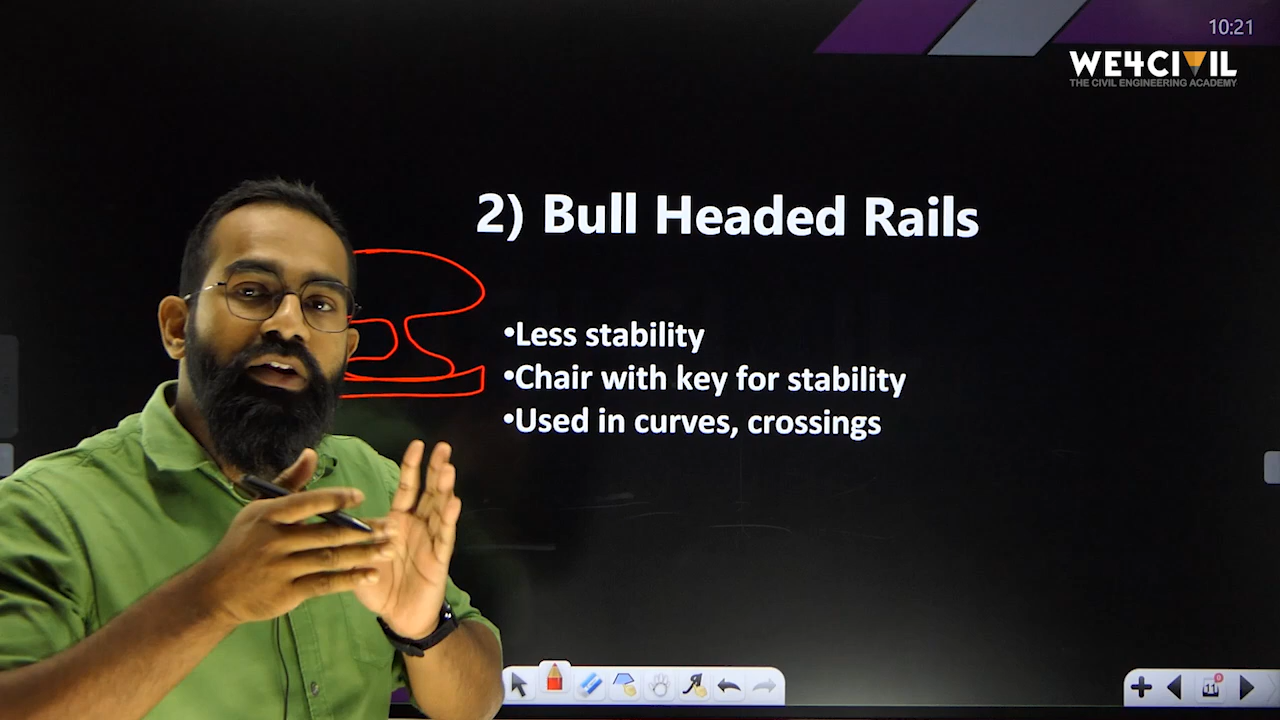 10:21
WE4CIVIL
THE CIVIL ENGINEERING ACADEMY
2) Bull Headed Rails
•Less stability
•Chair with key for stability
•Used in curves, crossings
11